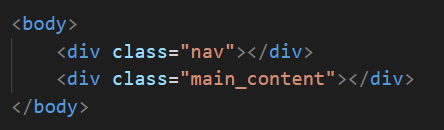 <body>
    <div class="nav"></div>
    <div class="main_content"></div>
</body>